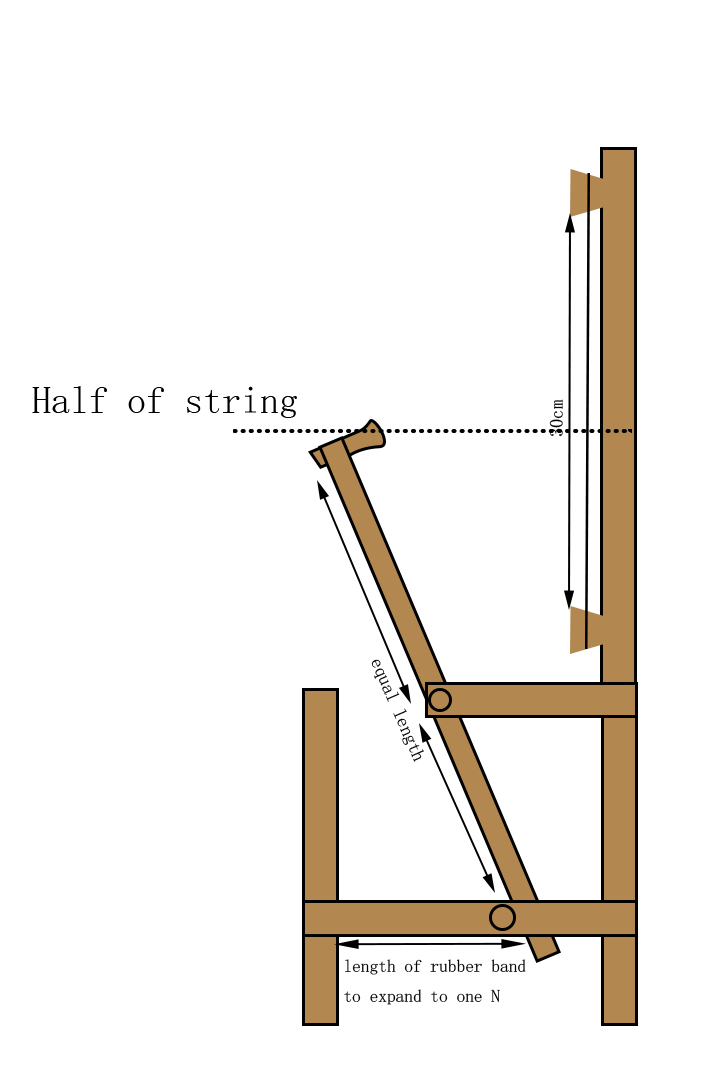 Half of string
30cm
equal length
length of rubber band
to expand to one N